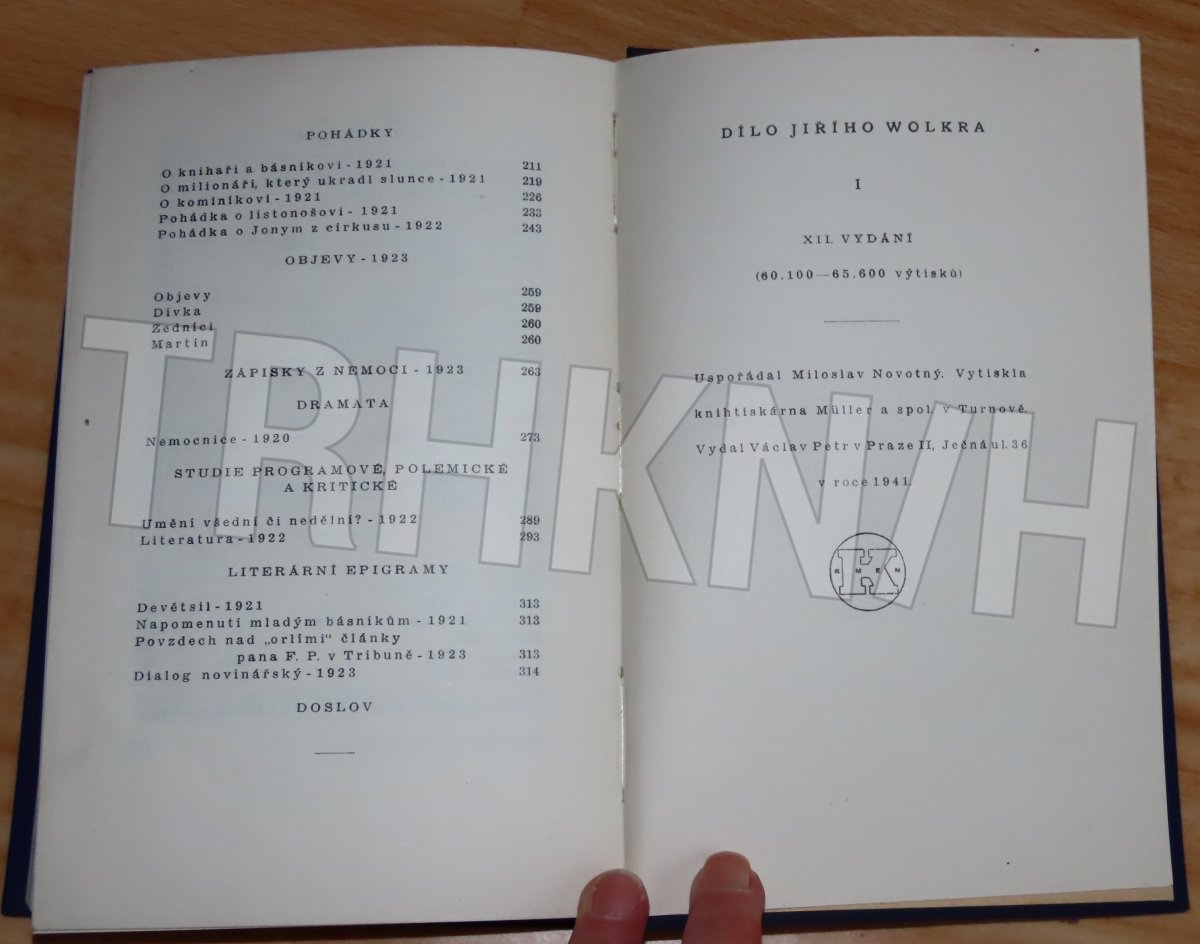 POHÁDKY
O knihaři a básníkovi - 1921 211
O milionáři, který ukradl slunce - 1921 219
O kominíkovi - 1921 226
Pohádka o listonošovi - 1921 233
Pohádka o Jonym z cirkusu - 1922 243
OBJEVY - 1923
Objevy 259
Dívka 259
Zedníci 260
Martin 260
ZÁPISKY Z NEMOCI - 1923 263
DRAMATA
Nemocnice - 1920 273
STUDIE PROGRAMOVÉ, POLEMICKÉ
A KRITICKÉ
Umění všední či nedělní? - 1922 289
Literatura - 1922 293
LITERÁRNÍ EPIGRAMY
Devětsil - 1921 313
Napomenutí mladým básníkům - 1921 313
Povzdech nad „orlími“ články
pana F. P. v Tribuně - 1923 313
Dialog novinářský - 1923 314
DOSLOV
DÍLO JIŘÍHO WOLKRA
I
XII. VYDÁNÍ
(60.100—65.600 výtisků)
Uspořádal Miloslav Novotný. Vytiskla
knihtiskárna Müller a spol. v Turnově.
Vydal Václav Petr v Praze II, Ječná ul. 36
v roce 1941.
K
KMEN
TRHKNIH